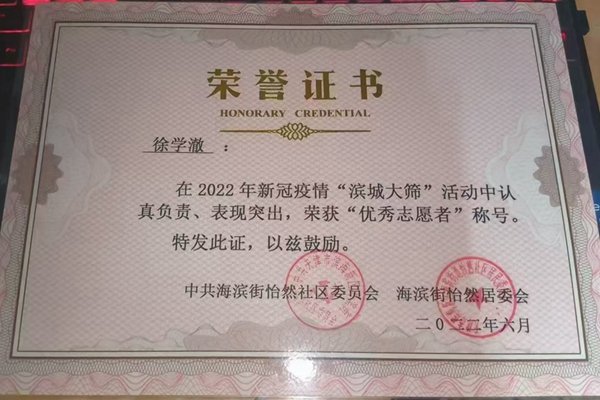 荣誉证书
HONORARY CREDENTIAL
徐学澈 :
在2022年新冠疫情“滨城大筛”活动中认
真负责、表现突出，荣获“优秀志愿者”称号。
特发此证，以兹鼓励。
中共海滨街怡然社区委员会 海滨街怡然居委会
二〇二二年六月